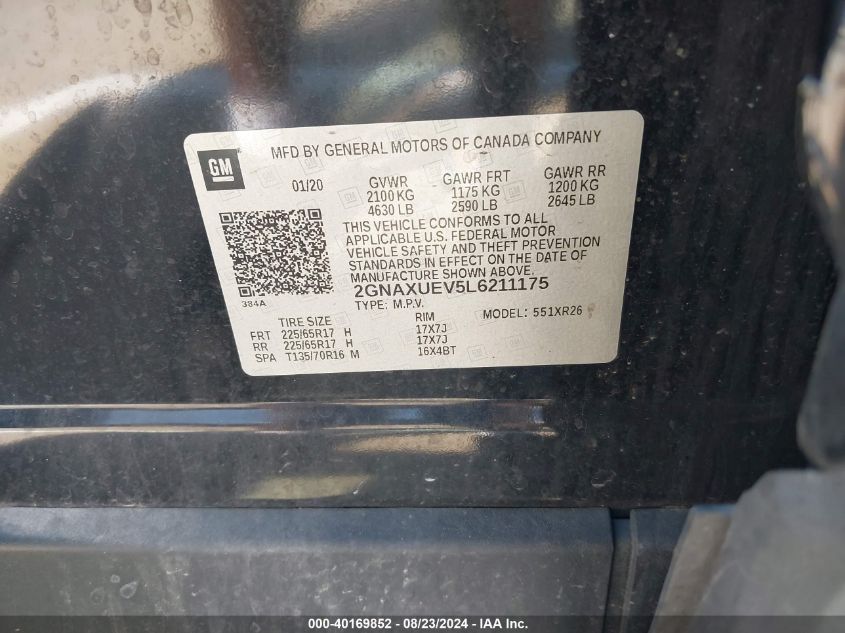 GM
MFD BY GENERAL MOTORS OF CANADA COMPANY
01/20 GVWR GAWR FRT GAWR RR
2100 KG 1175 KG 1200 KG
4630 LB 2590 LB 2645 LB
THIS VEHICLE CONFORMS TO ALL
APPLICABLE U.S. FEDERAL MOTOR
VEHICLE SAFETY AND THEFT PREVENTION
STANDARDS IN EFFECT ON THE DATE OF
MANUFACTURE SHOWN ABOVE.
384A
2GNAXUEV5L6211175
TYPE: M.P.V. MODEL: 551XR26
TIRE SIZE RIM
FRT 225/65R17 H 17X7J
RR 225/65R17 H 17X7J
SPA T135/70R16 M 16X4BT
000-40169852 / 08/23/2024 - IAA Inc.